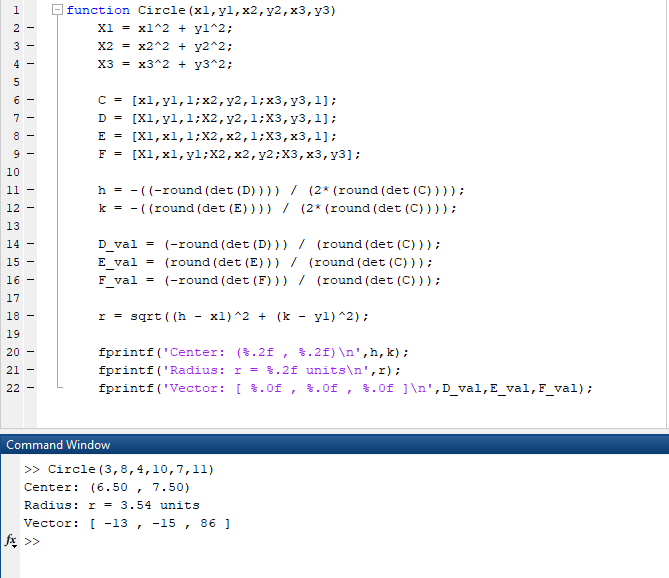 1 function Circle(x1,y1,x2,y2,x3,y3)
2 - X1 = x1^2 + y1^2;
3 - X2 = x2^2 + y2^2;
4 - X3 = x3^2 + y3^2;
5
6 - C = [x1,y1,1;x2,y2,1;x3,y3,1];
7 - D = [X1,y1,1;X2,y2,1;X3,y3,1];
8 - E = [X1,x1,1;X2,x2,1;X3,x3,1];
9 - F = [X1,x1,y1;X2,x2,y2;X3,x3,y3];
10
11 - h = -((-round(det(D)))) / (2*(round(det(C))));
12 - k = -((round(det(E)))) / (2*(round(det(C))));
13
14 - D_val = (-round(det(D))) / (round(det(C)));
15 - E_val = (round(det(E))) / (round(det(C)));
16 - F_val = (-round(det(F))) / (round(det(C)));
17
18 - r = sqrt((h - x1)^2 + (k - y1)^2);
19
20 - fprintf('Center: (%.2f , %.2f)\n',h,k);
21 - fprintf('Radius: r = %.2f units\n',r);
22 - fprintf('Vector: [ %.0f , %.0f , %.0f ]\n',D_val,E_val,F_val);
Command Window
>> Circle(3,8,4,10,7,11)
Center: (6.50 , 7.50)
Radius: r = 3.54 units
Vector: [ -13 , -15 , 86 ]
fx >>